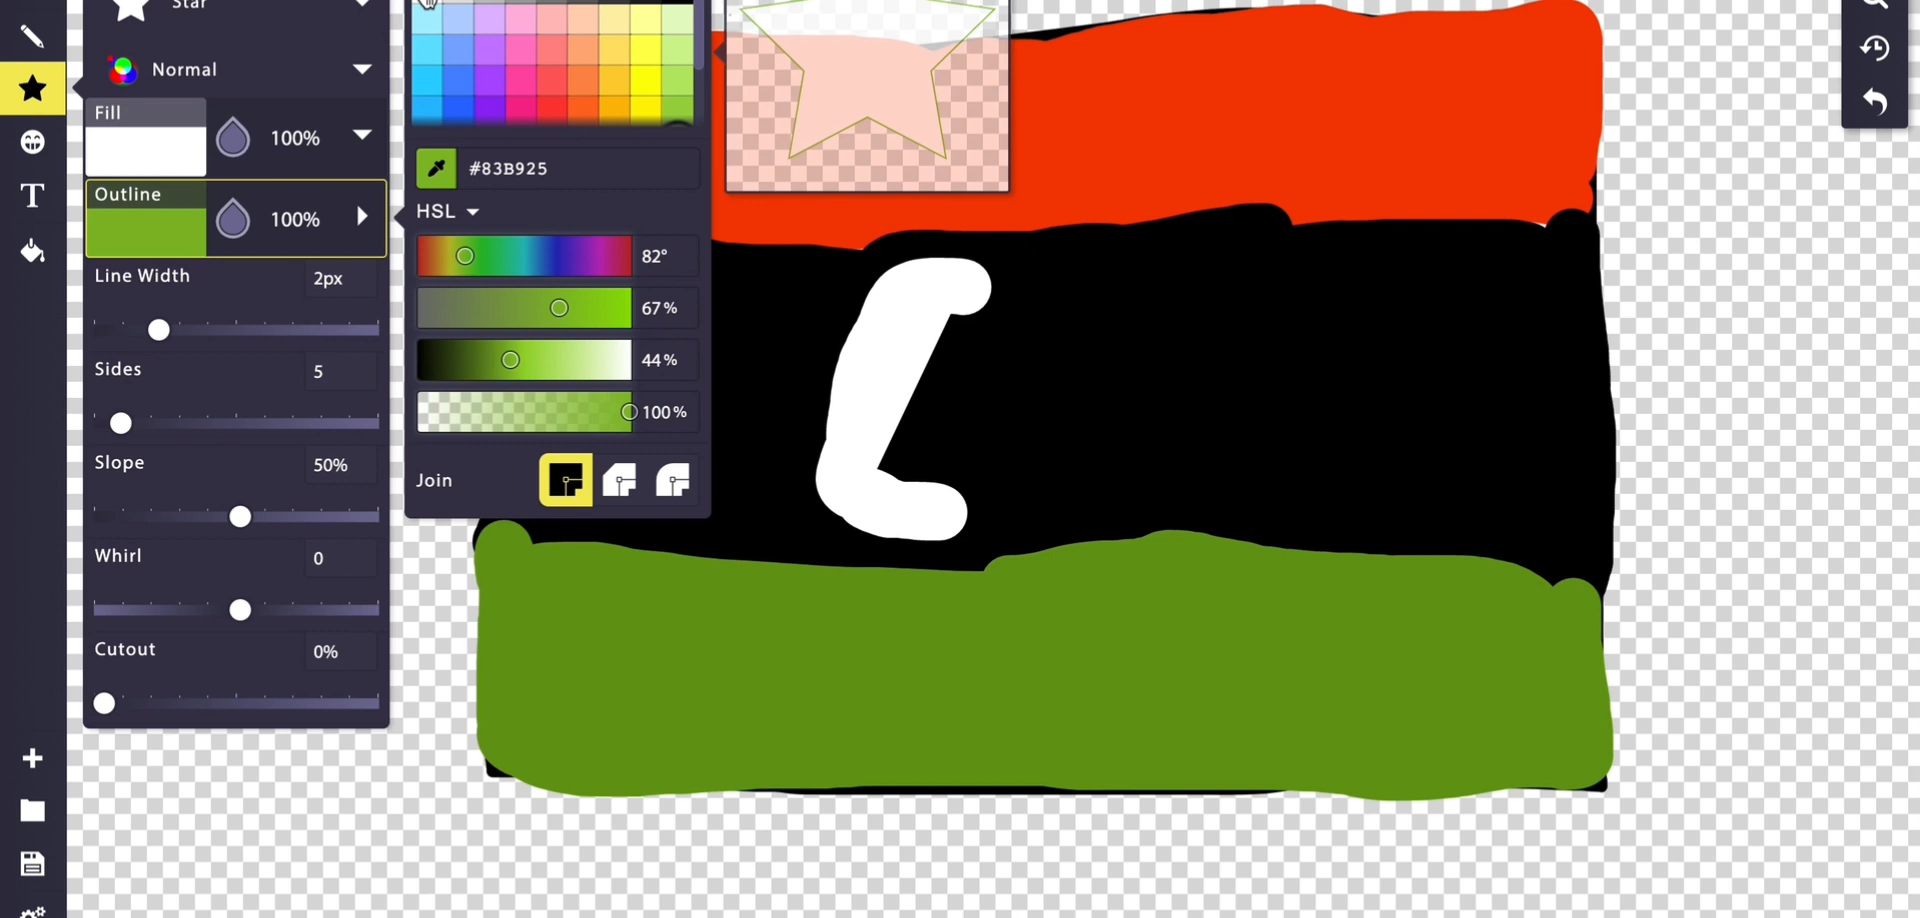 Star
Normal
Fill
100%
Outline
100%
Line Width
2px
Sides
5
Slope
50%
Whirl
0
Cutout
0%
#83B925
HSL
82°
67%
44%
100%
Join